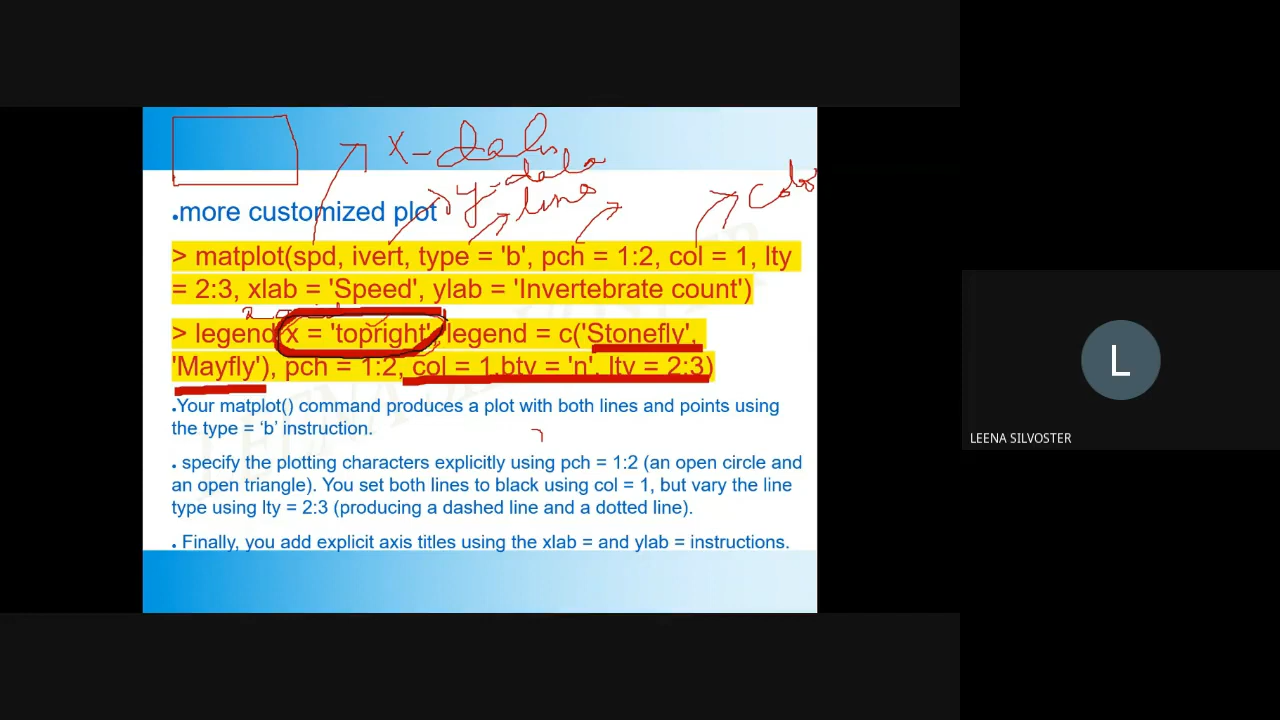 x-data
y-data
line
Color
•more customized plot
> matplot(spd, ivert, type = 'b', pch = 1:2, col = 1, lty
= 2:3, xlab = 'Speed', ylab = 'Invertebrate count')
> legend(x = 'topright', legend = c('Stonefly',
'Mayfly'), pch = 1:2, col = 1,bty = 'n', lty = 2:3)
•Your matplot() command produces a plot with both lines and points using
the type = ‘b’ instruction.
• specify the plotting characters explicitly using pch = 1:2 (an open circle and
an open triangle). You set both lines to black using col = 1, but vary the line
type using lty = 2:3 (producing a dashed line and a dotted line).
• Finally, you add explicit axis titles using the xlab = and ylab = instructions.
L
LEENA SILVOSTER